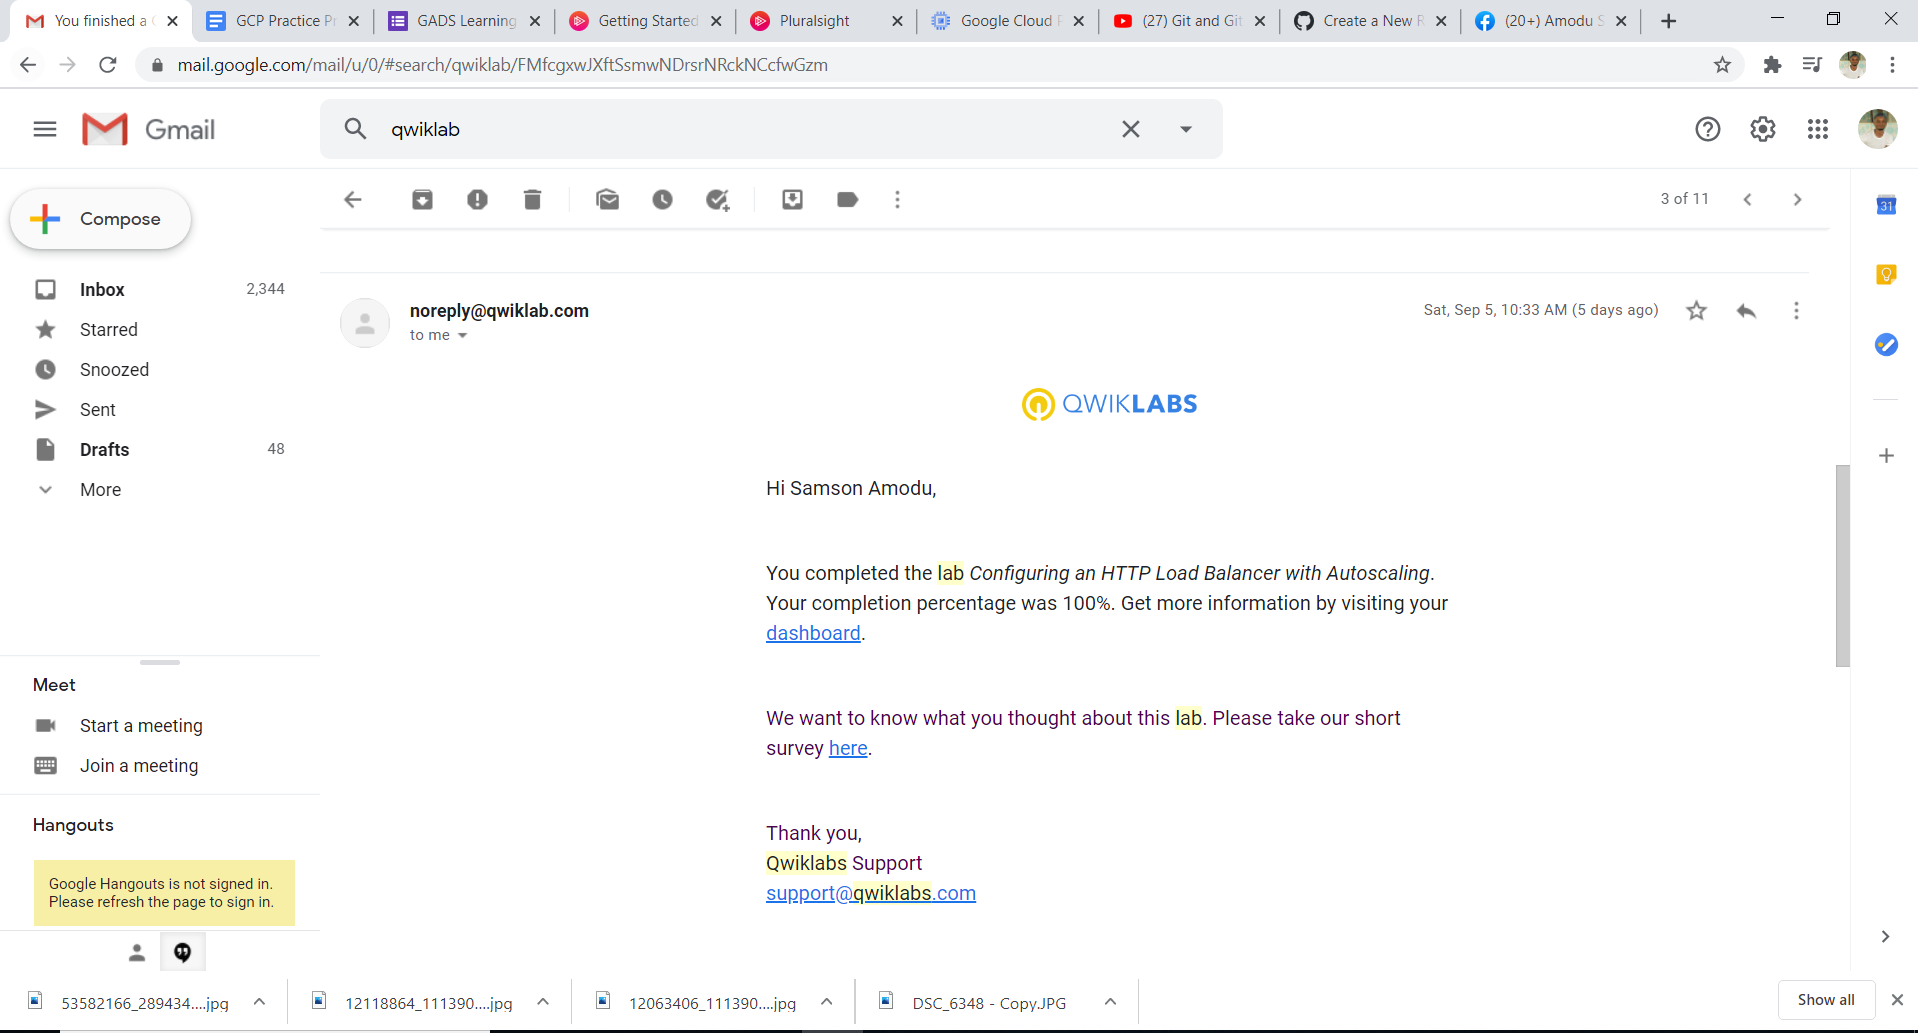 You finished a
GCP Practice Pr
GADS Learning
Getting Started
Pluralsight
Google Cloud P
(27) Git and Git
Create a New R
(20+) Amodu S
mail.google.com/mail/u/0/#search/qwiklab/FMfcgxwJXftSsmwNDrsrNRckNCcfwGzm
Gmail
qwiklab
Compose
3 of 11
31
Inbox 2,344
Starred
Snoozed
Sent
Drafts 48
More
noreply@qwiklab.com
Sat, Sep 5, 10:33 AM (5 days ago)
to me
QWIKLABS
Hi Samson Amodu,
You completed the lab Configuring an HTTP Load Balancer with Autoscaling.
Your completion percentage was 100%. Get more information by visiting your
dashboard.
We want to know what you thought about this lab. Please take our short
survey here.
Thank you,
Qwiklabs Support
support@qwiklabs.com
Meet
Start a meeting
Join a meeting
Hangouts
Google Hangouts is not signed in.
Please refresh the page to sign in.
53582166_289434....jpg
12118864_111390....jpg
12063406_111390....jpg
DSC_6348 - Copy.JPG
Show all